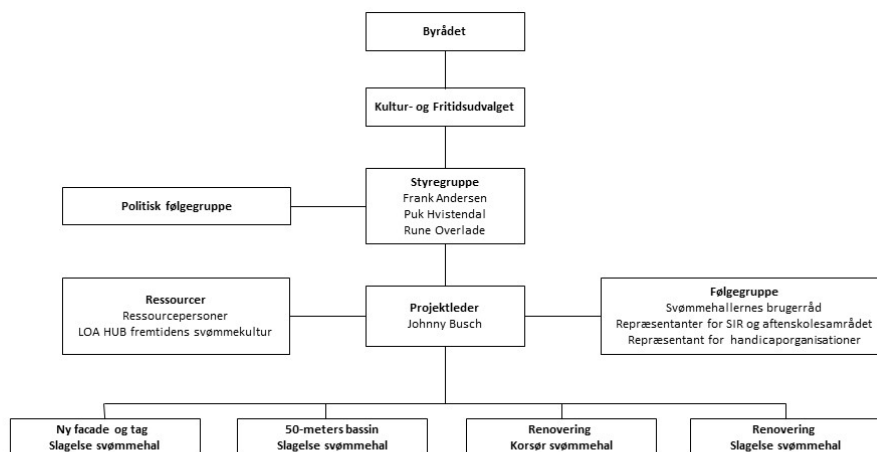 Byrådet
Kultur- og Fritidsudvalget
Styregruppe
Frank Andersen
Puk Hvistendal
Rune Overlade
Politisk følgegruppe
Ressourcer
Ressourcepersoner
LOA HUB fremtidens svømmekultur
Projektleder
Johnny Busch
Følgegruppe
Svømmehallernes brugerråd
Repræsentanter for SIR og aftenskolesamrådet
Repræsentant for handicaporganisationer
Ny facade og tag
Slagelse svømmehal
50-meters bassin
Slagelse svømmehal
Renovering
Korsør svømmehal
Renovering
Slagelse svømmehal